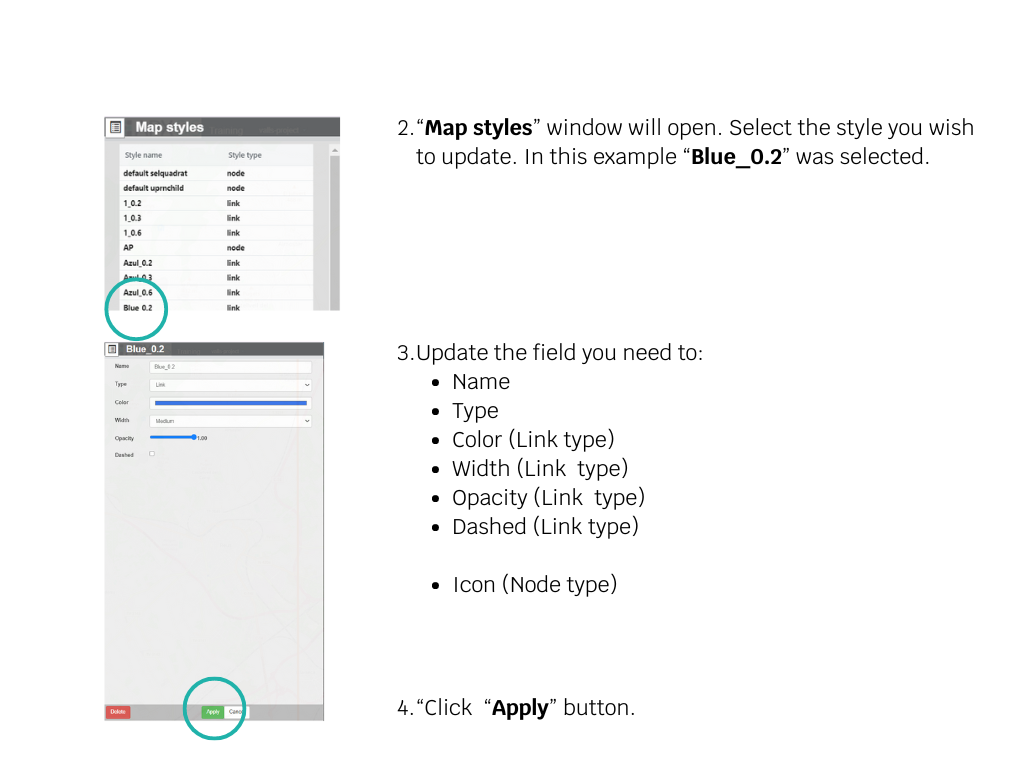 Map styles
Style name Style type
default selquadrat node
default uprnchild node
1_0.2 link
1_0.3 link
1_0.6 link
AP node
Azul_0.2 link
Azul_0.3 link
Azul_0.6 link
Blue_0.2 link
2.“Map styles” window will open. Select the style you wish
to update. In this example “Blue_0.2” was selected.
Blue_0.2
Name Blue_0.2
Type Link
Color
Width Medium
Opacity 1.00
Dashed
Delete Apply
3.Update the field you need to:
• Name
• Type
• Color (Link type)
• Width (Link type)
• Opacity (Link type)
• Dashed (Link type)
• Icon (Node type)
4.“Click “Apply” button.